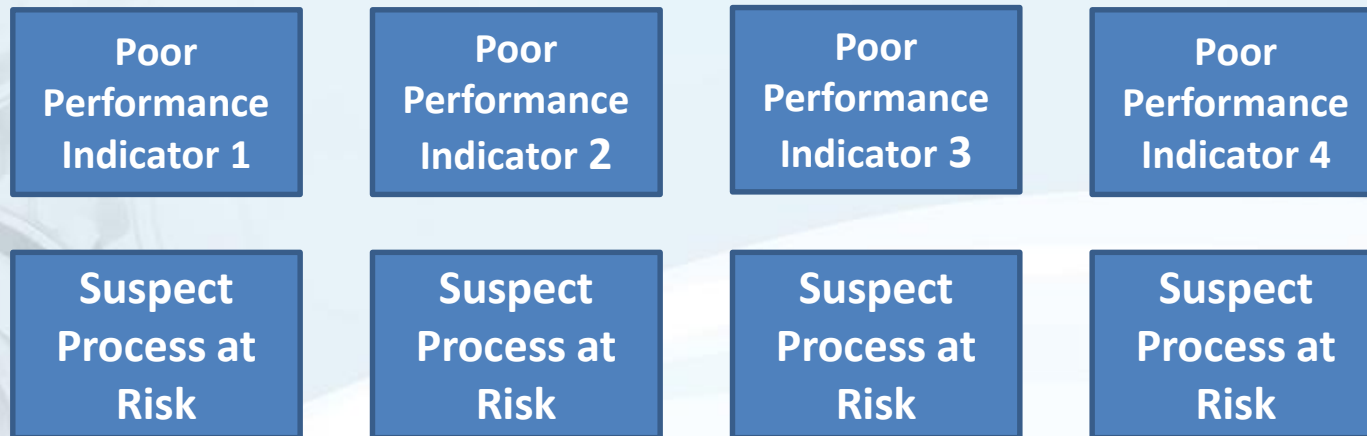 Poor
Performance
Indicator 1
Poor
Performance
Indicator 2
Poor
Performance
Indicator 3
Poor
Performance
Indicator 4
Suspect
Process at
Risk
Suspect
Process at
Risk
Suspect
Process at
Risk
Suspect
Process at
Risk